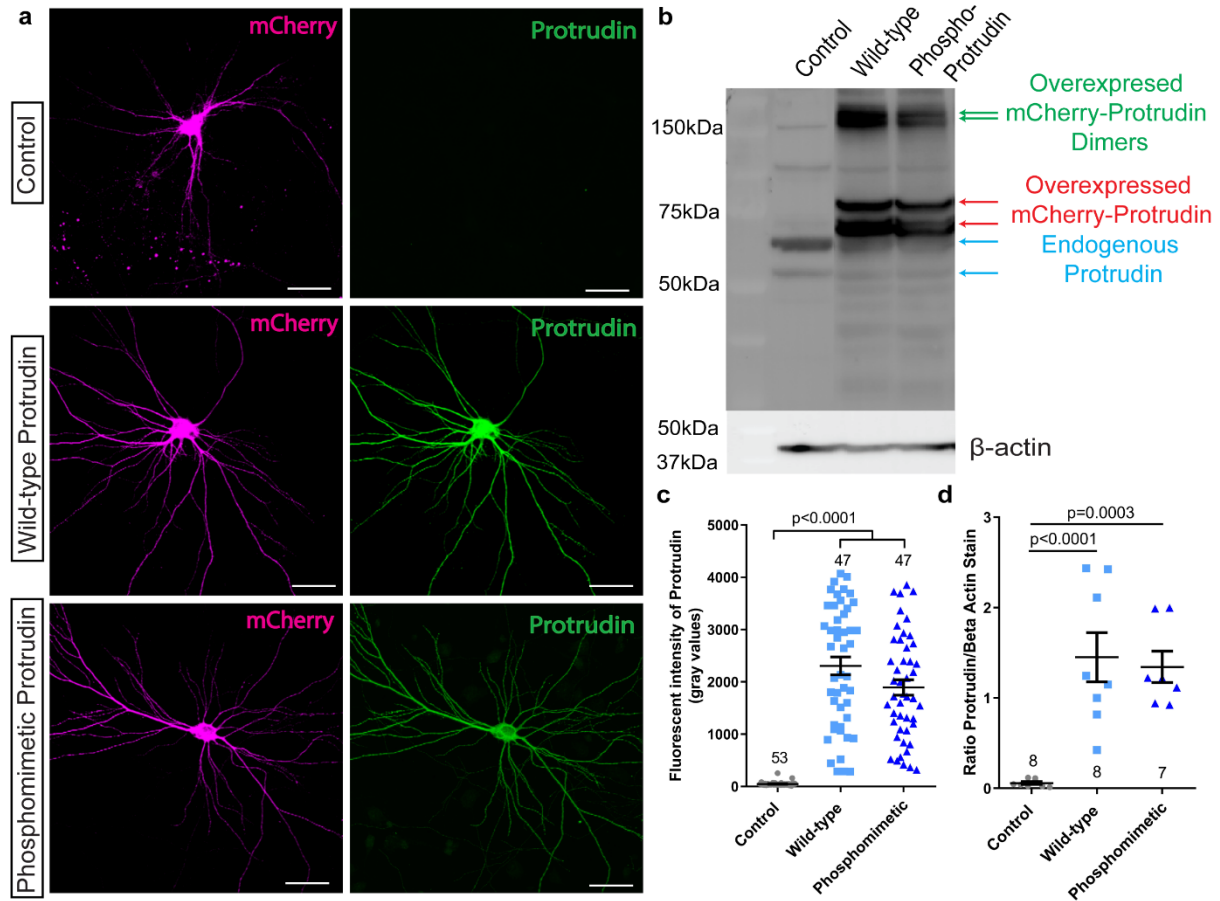 a
mCherry
Protrudin
Control
mCherry
Protrudin
Wild-type Protrudin
mCherry
Protrudin
Phosphomimetic Protrudin
b
Control
Wild-type
Phospho-
Protrudin
150kDa
75kDa
50kDa
Overexpresed
mCherry-Protrudin
Dimers
Overexpressed
mCherry-Protrudin
Endogenous
Protrudin
50kDa
37kDa
β-actin
c
Fluorescent intensity of Protrudin
(gray values)
5000
4000
3000
2000
1000
0
p<0.0001
53
47
47
Control
Wild-type
Phosphomimetic
d
Ratio Protrudin/Beta Actin Stain
3
2
1
0
p=0.0003
p<0.0001
8
8
7
Control
Wild-type
Phosphomimetic